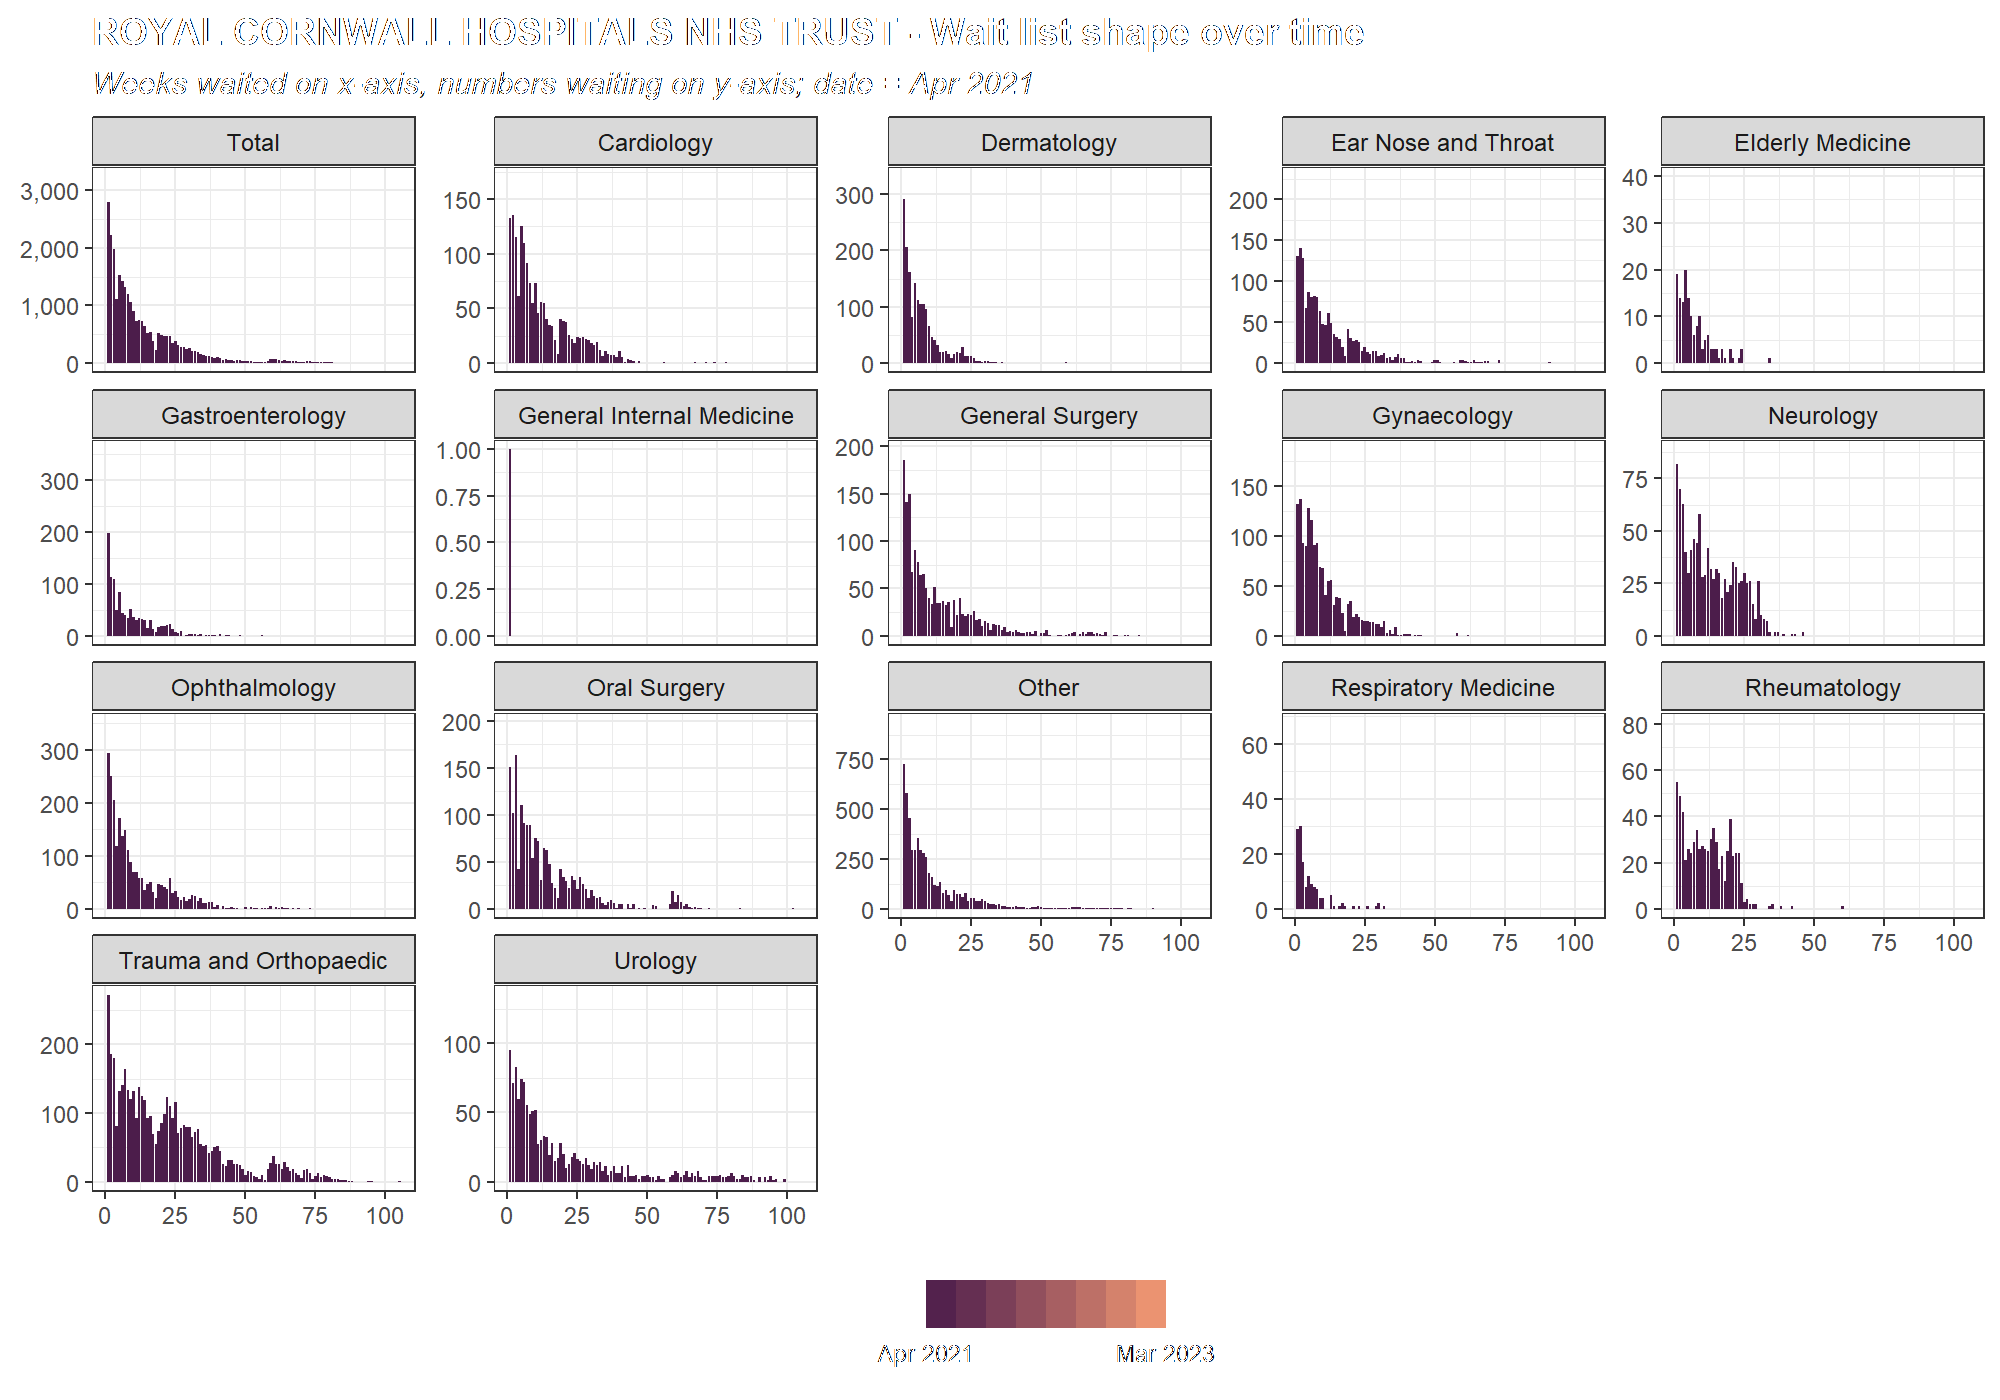 ROYAL CORNWALL HOSPITALS NHS TRUST - Wait list shape over time
Weeks waited on x-axis, numbers waiting on y-axis; date = Apr 2021
Total
3,000
2,000
1,000
0
Cardiology
150
100
50
0
Dermatology
300
200
100
0
Ear Nose and Throat
200
150
100
50
0
Elderly Medicine
40
30
20
10
0
Gastroenterology
300
200
100
0
General Internal Medicine
1.00
0.75
0.50
0.25
0.00
General Surgery
200
150
100
50
0
Gynaecology
150
100
50
0
Neurology
75
50
25
0
Ophthalmology
300
200
100
0
Oral Surgery
200
150
100
50
0
Other
750
500
250
0
0 25 50 75 100
Respiratory Medicine
60
40
20
0
0 25 50 75 100
Rheumatology
80
60
40
20
0
0 25 50 75 100
Trauma and Orthopaedic
200
100
0
0 25 50 75 100
Urology
100
50
0
0 25 50 75 100
Apr 2021 Mar 2023